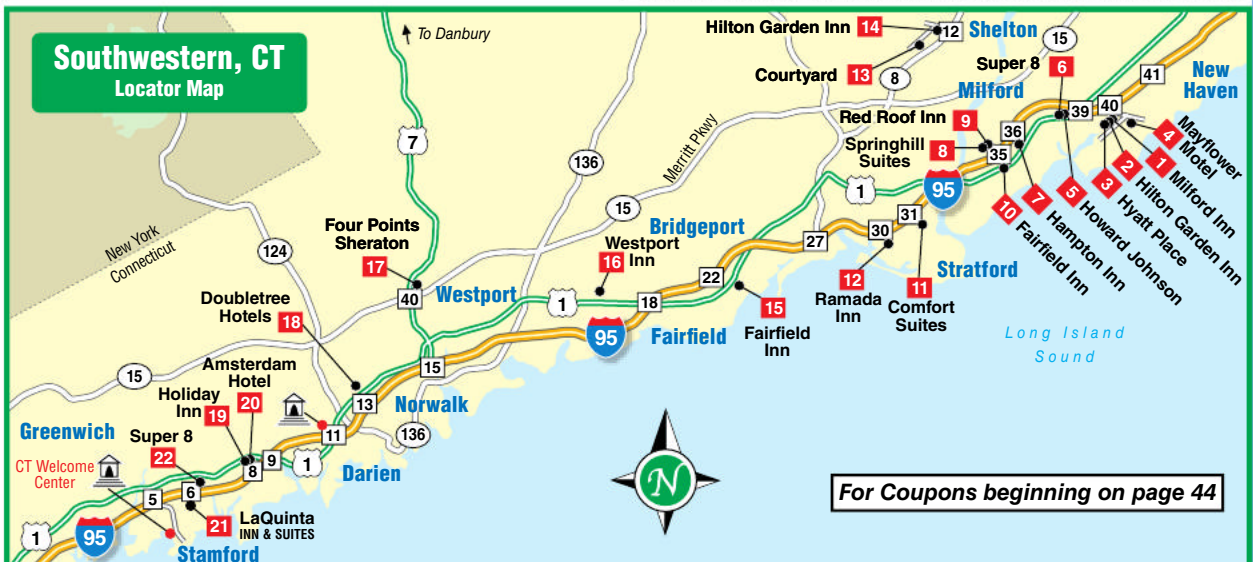 Southwestern, CT
Locator Map
To Danbury
7
136
124
New York
Connecticut
15
Merritt Pkwy
15
Hilton Garden Inn 14
12
Shelton
15
Courtyard 13
8
Super 8
6
Milford
41
New
Haven
Red Roof Inn 9
36
39
40
Springhill
Suites
8
35
95
1
4 Mayflower
Motel
1 Milford Inn
2 Hilton Garden Inn
3 Hyatt Place
5 Howard Johnson
7 Hampton Inn
10 Fairfield Inn
Four Points
Sheraton
17
40
Westport
Westport
Inn
16
Bridgeport
27
30
31
Stratford
12
Ramada
Inn
11
Comfort
Suites
22
18
1
95
Fairfield
15
Fairfield
Inn
Long Island
Sound
Doubletree
Hotels
18
15
13
Norwalk
136
Amsterdam
Hotel
20
Holiday
Inn
19
11
1
Darien
Greenwich
Super 8
22
CT Welcome
Center
8
9
5
6
21 LaQuinta
INN & SUITES
1
95
Stamford
N
For Coupons beginning on page 44